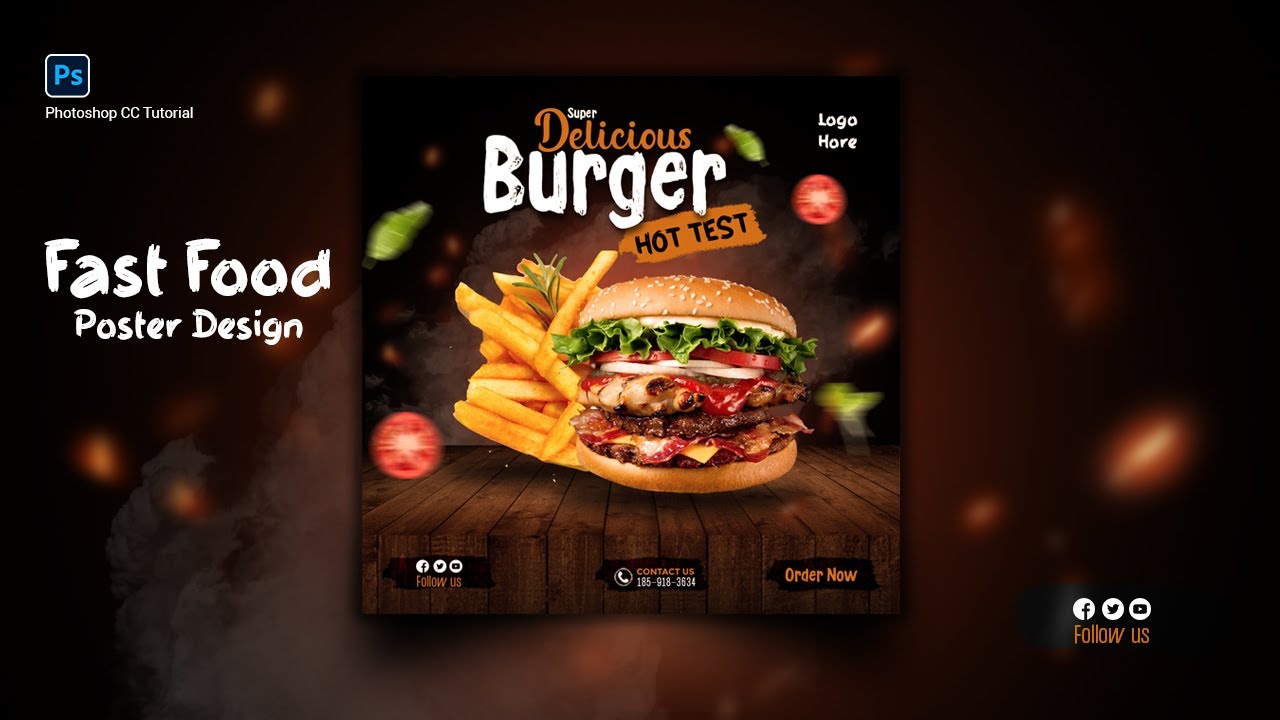 Ps
Photoshop CC Tutorial
Fast Food
Poster Design
Super
Delicious
Burger
HOT TEST
Logo
Hore
Follow us
CONTACT US
185-918-3634
Order Now
Follow us